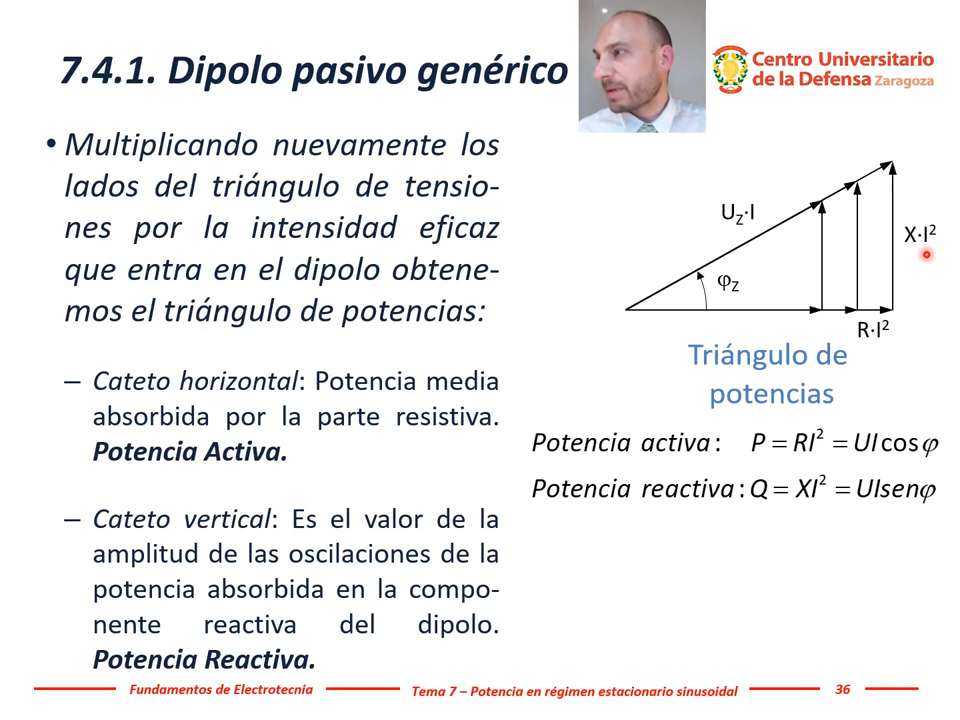 7.4.1. Dipolo pasivo genérico
Centro Universitario
de la Defensa Zaragoza
• Multiplicando nuevamente los
lados del triángulo de tensio-
nes por la intensidad eficaz
que entra en el dipolo obtene-
mos el triángulo de potencias:
– Cateto horizontal: Potencia media
absorbida por la parte resistiva.
Potencia Activa.
– Cateto vertical: Es el valor de la
amplitud de las oscilaciones de la
potencia absorbida en la compo-
nente reactiva del dipolo.
Potencia Reactiva.
U_Z·I
X·I²
φ_Z
R·I²
Triángulo de
potencias
Potencia activa: P = RI² = UI cos φ
Potencia reactiva: Q = XI² = UIsenφ
Fundamentos de Electrotecnia
Tema 7 – Potencia en régimen estacionario sinusoidal
36